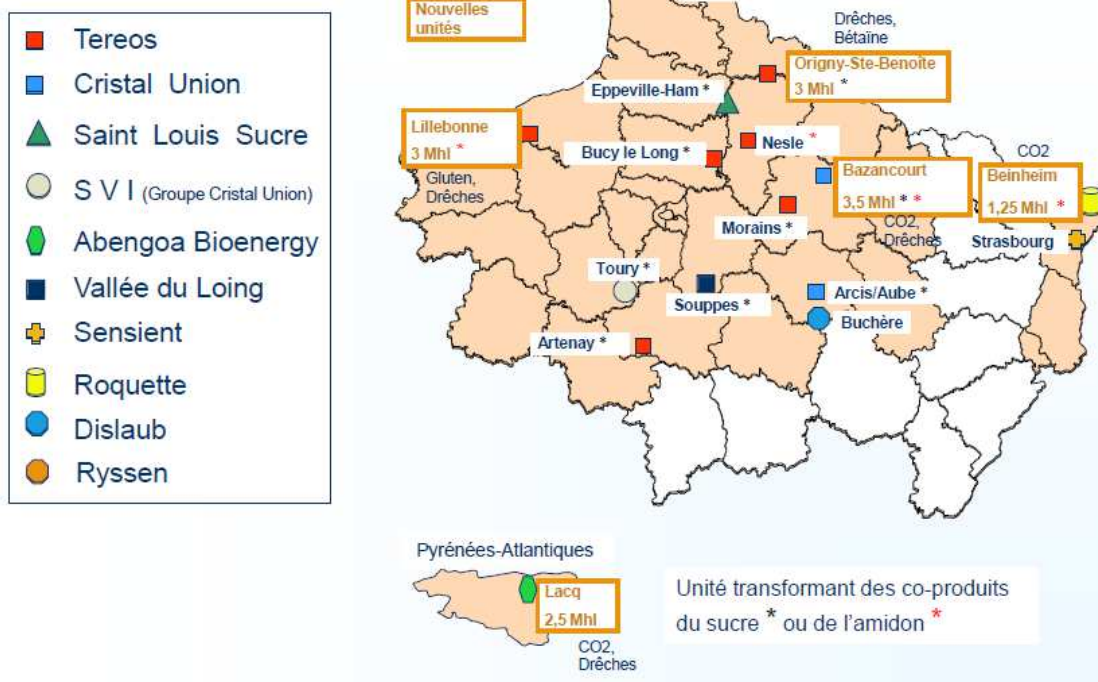 Tereos
Cristal Union
Saint Louis Sucre
S V I (Groupe Cristal Union)
Abengoa Bioenergy
Vallée du Loing
Sensient
Roquette
Dislaub
Ryssen
Nouvelles
unités
Drêches,
Bétaïne
Origny-Ste-Benoîte
3 Mhl *
Eppeville-Ham *
Lillebonne
3 Mhl *
Gluten,
Drêches
Bucy le Long *
Nesle *
CO2
Bazancourt
3,5 Mhl * *
CO2,
Drêches
Beinheim
1,25 Mhl *
Morains *
Strasbourg
Toury *
Souppes *
Arcis/Aube *
Buchère
Artenay *
Pyrénées-Atlantiques
Lacq
2,5 Mhl
CO2,
Drêches
Unité transformant des co-produits
du sucre * ou de l'amidon *